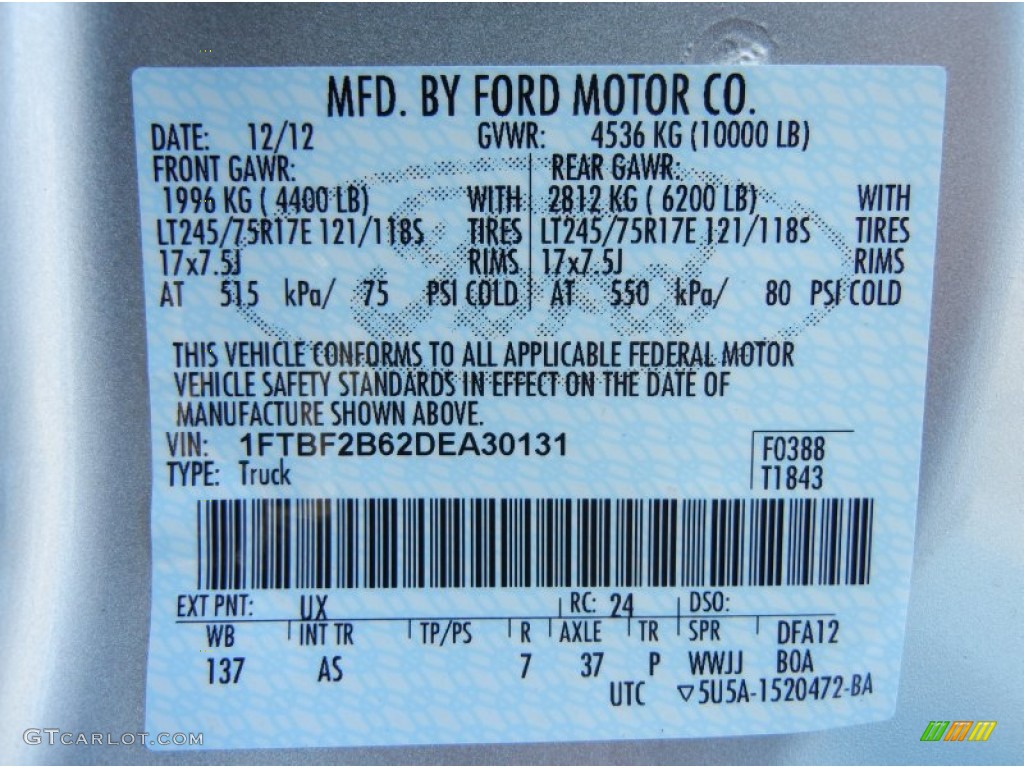 MFD. BY FORD MOTOR CO.
DATE: 12/12 GVWR: 4536 KG (10000 LB)
FRONT GAWR: REAR GAWR:
1996 KG ( 4400 LB) WITH 2812 KG ( 6200 LB) WITH
LT245/75R17E 121/118S TIRES LT245/75R17E 121/118S TIRES
17x7.5J RIMS 17x7.5J RIMS
AT 515 kPa/ 75 PSI COLD AT 550 kPa/ 80 PSI COLD
THIS VEHICLE CONFORMS TO ALL APPLICABLE FEDERAL MOTOR
VEHICLE SAFETY STANDARDS IN EFFECT ON THE DATE OF
MANUFACTURE SHOWN ABOVE.
VIN: 1FTBF2B62DEA30131 F0388
TYPE: Truck T1843
EXT PNT: UX RC: 24 DSO:
WB INT TR TP/PS R AXLE TR SPR DFA12
137 AS 7 37 P WWJJ BOA
UTC ▽5U5A-1520472-BA
GTCARLOT.COM